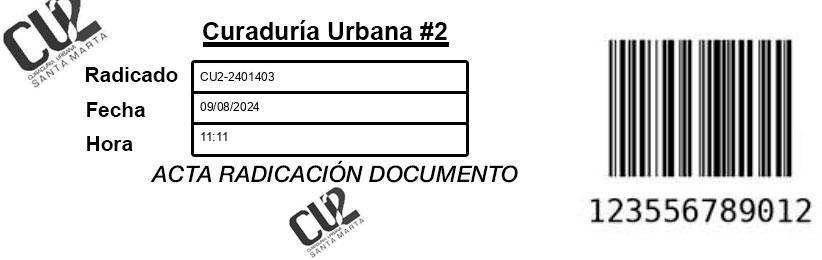 CU2
CURADURIA URBANA
SANTA MARTA
Curaduría Urbana #2
Radicado CU2-2401403
Fecha 09/08/2024
Hora 11:11
ACTA RADICACIÓN DOCUMENTO
CU2
CURADURIA URBANA
SANTA MARTA
123556789012